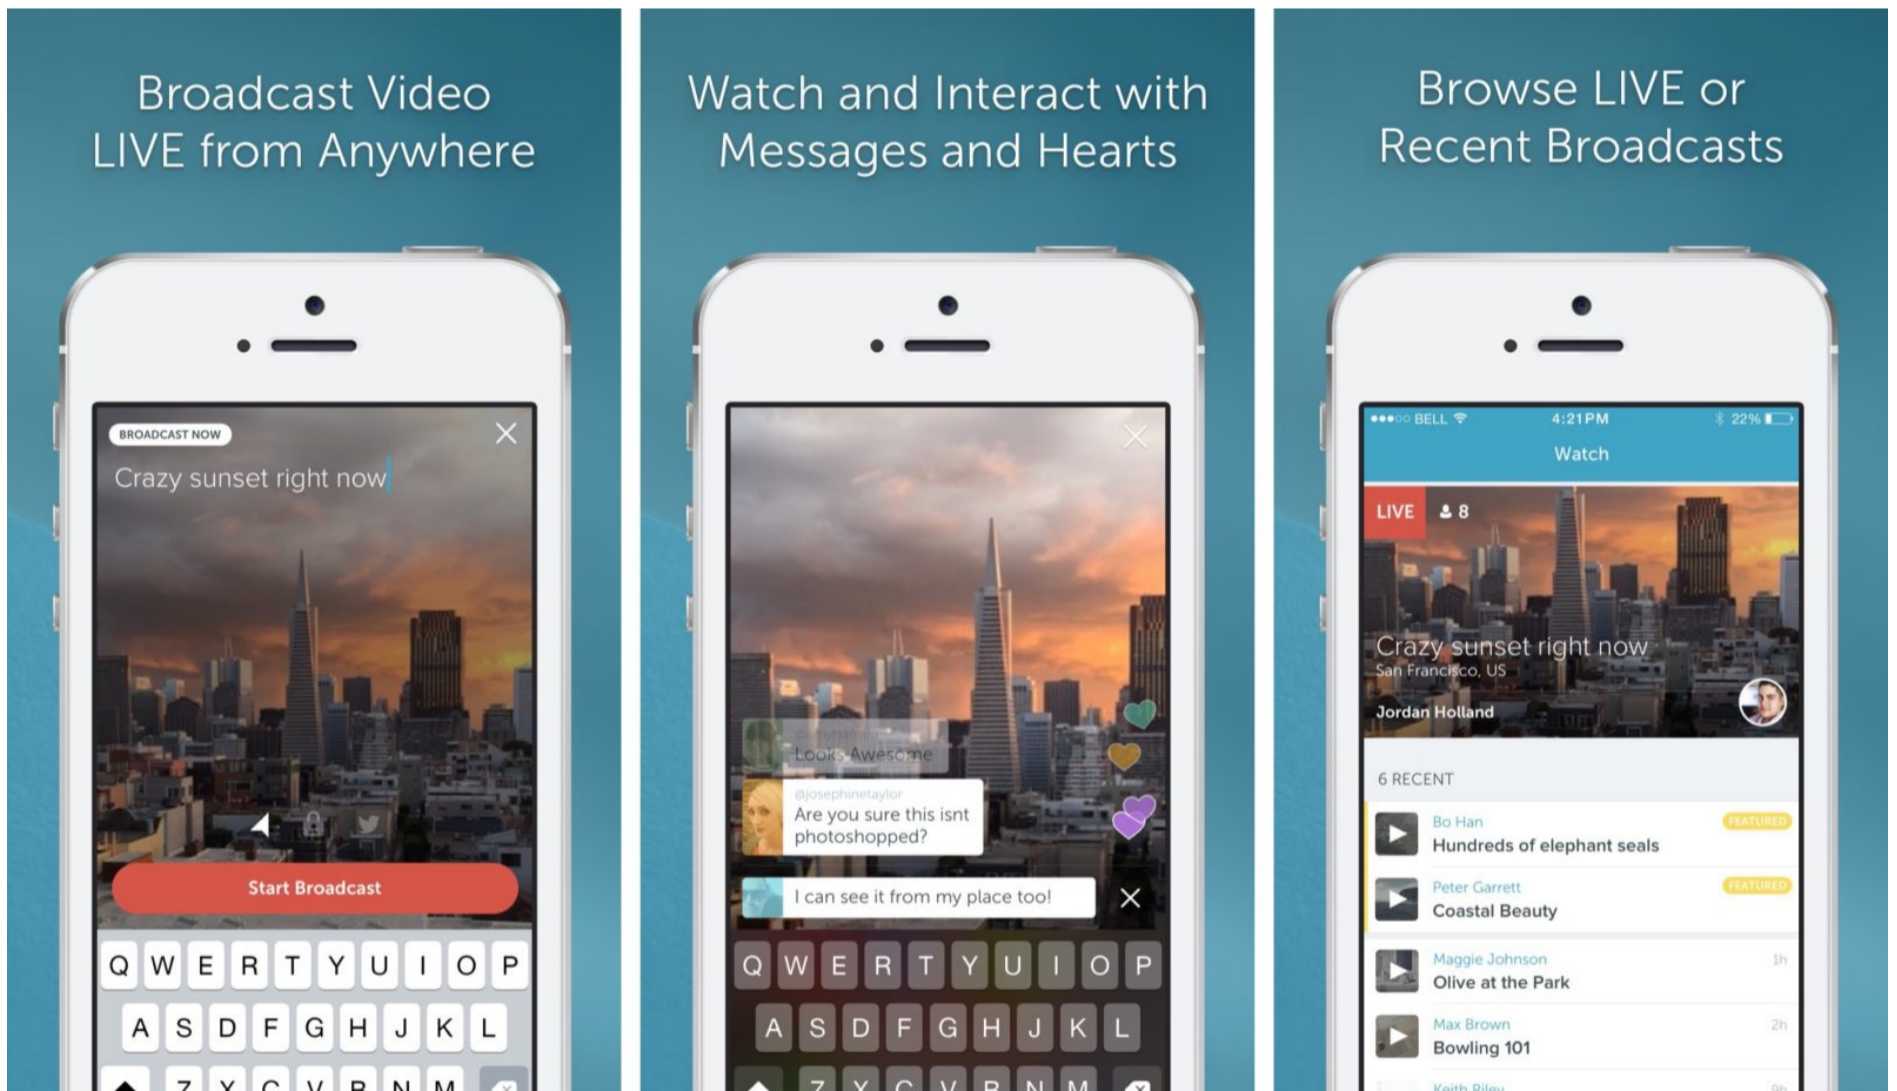 Broadcast Video
LIVE from Anywhere
BROADCAST NOW
Crazy sunset right now
Start Broadcast
Q W E R T Y U I O P
A S D F G H J K L
Z X C V B N M
Watch and Interact with
Messages and Hearts
Looks Awesome
@josephinetaylor
Are you sure this isnt
photoshopped?
I can see it from my place too!
Q W E R T Y U I O P
A S D F G H J K L
Z X C V B N M
Browse LIVE or
Recent Broadcasts
BELL 4:21PM 22%
Watch
LIVE 8
Crazy sunset right now
San Francisco, US
Jordan Holland
6 RECENT
Bo Han FEATURED
Hundreds of elephant seals
Peter Garrett FEATURED
Coastal Beauty
Maggie Johnson 1h
Olive at the Park
Max Brown 2h
Bowling 101
Keith Riley 9h